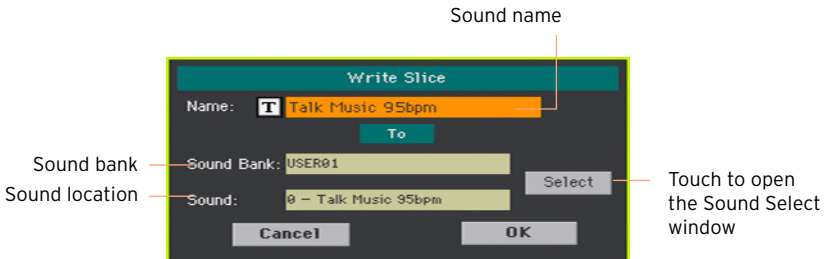 Sound name
Write Slice
Name: T Talk Music 95bpm
To
Sound bank
Sound Bank: USER01
Sound location
Sound: 0 - Talk Music 95bpm
Select
Touch to open
the Sound Select
window
Cancel OK